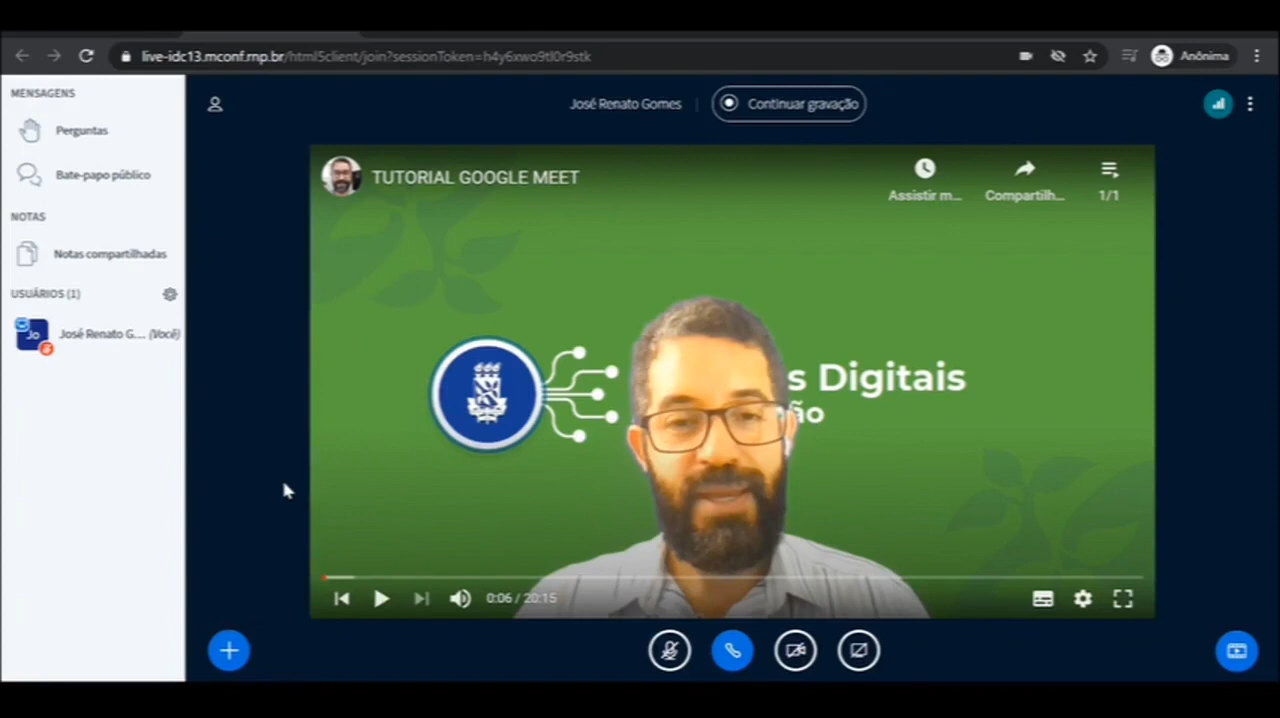 live-idc13.mconf.rnp.br/html5client/join?sessionToken=h4y6xwo9tl0r9stk
Anônima
MENSAGENS
Perguntas
Bate-papo público
NOTAS
Notas compartilhadas
USUÁRIOS (1)
Jo
José Renato G... (Você)
José Renato Gomes
Continuar gravação
TUTORIAL GOOGLE MEET
Assistir m...
Compartilh...
1/1
s Digitais
ão
0:06 / 20:15